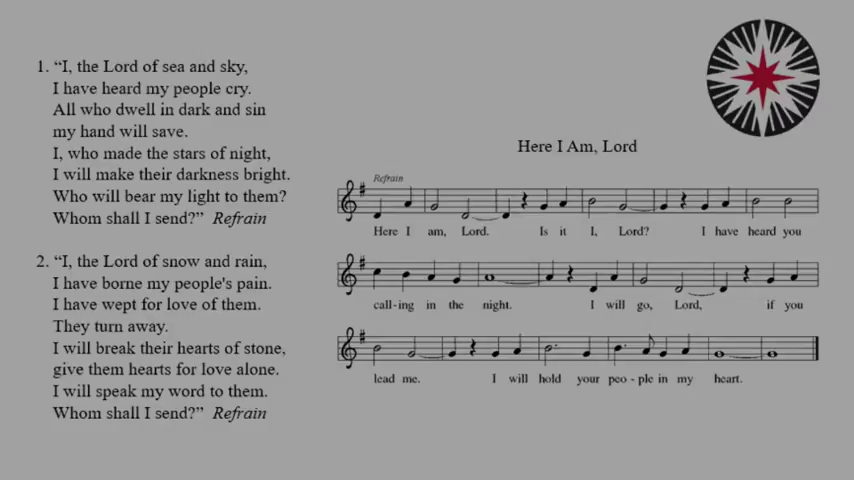 1. “I, the Lord of sea and sky,
I have heard my people cry.
All who dwell in dark and sin
my hand will save.
I, who made the stars of night,
I will make their darkness bright.
Who will bear my light to them?
Whom shall I send?” Refrain
2. “I, the Lord of snow and rain,
I have borne my people's pain.
I have wept for love of them.
They turn away.
I will break their hearts of stone,
give them hearts for love alone.
I will speak my word to them.
Whom shall I send?” Refrain
Here I Am, Lord
Refrain
Here I am, Lord. Is it I, Lord? I have heard you
call-ing in the night. I will go, Lord, if you
lead me. I will hold your peo - ple in my heart.